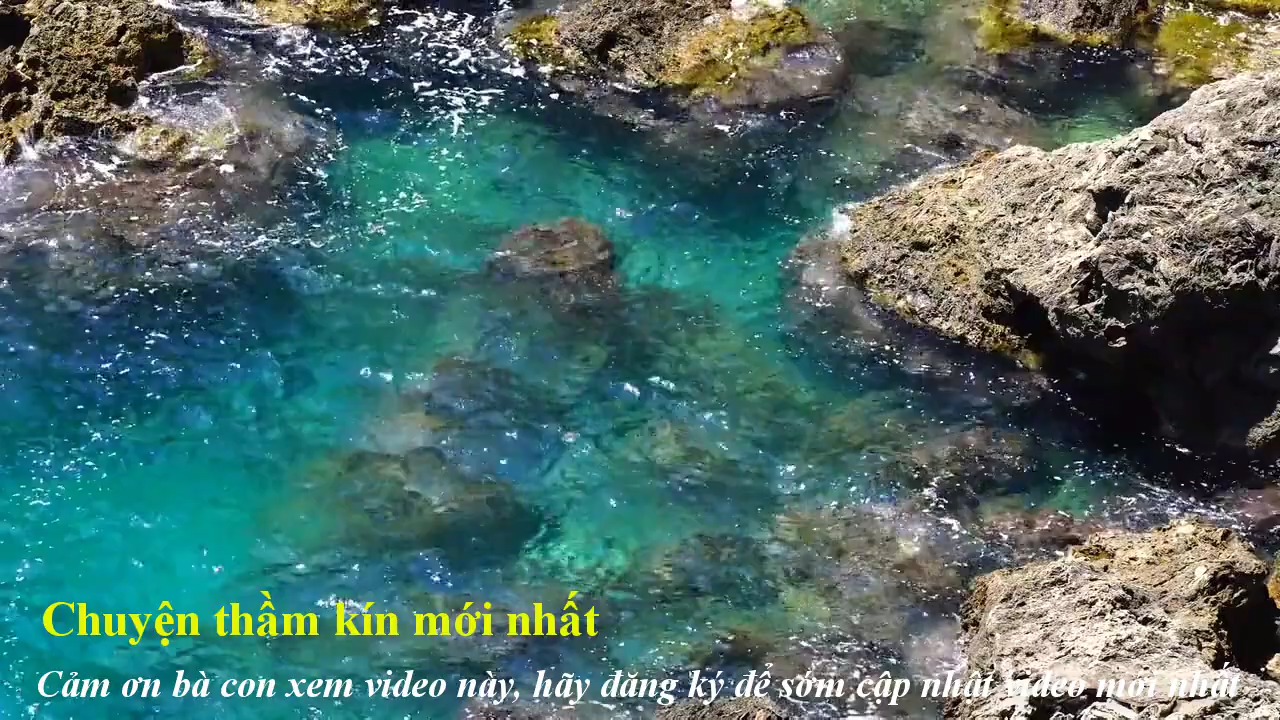 Chuyện thầm kín mới nhất
Cảm ơn bà con xem video này, hãy đăng ký để sớm cập nhât video mới nhất